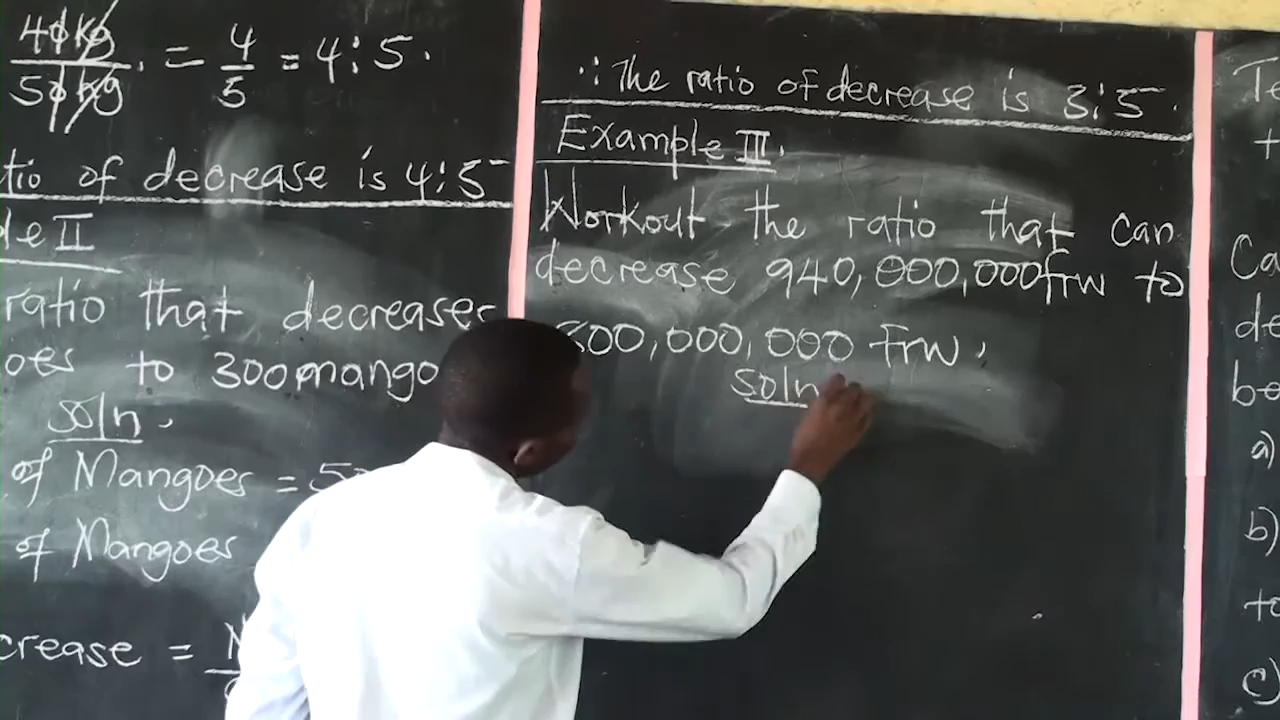 40kg
50kg
= 4/5 = 4:5.
tio of decrease is 4:5
le II
ratio that decreases
oes to 300 mango
soln.
of Mangoes = 5
of Mangoes
crease =
∴ The ratio of decrease is 3:5.
Example III.
Workout the ratio that can
decrease 940,000,000frw to
00,000,000 Frw.
soln
Te
t
Ca
de
be
a)
b)
to
c)